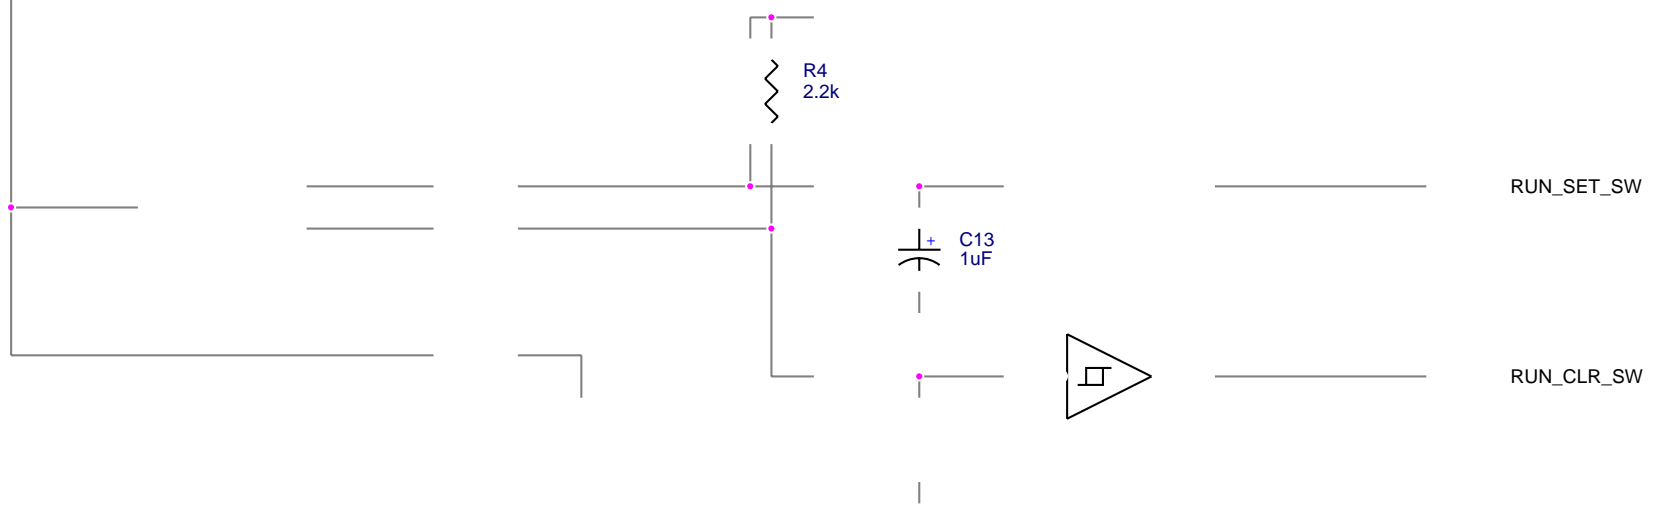 R4
2.2k
RUN_SET_SW
+
C13
1uF
RUN_CLR_SW